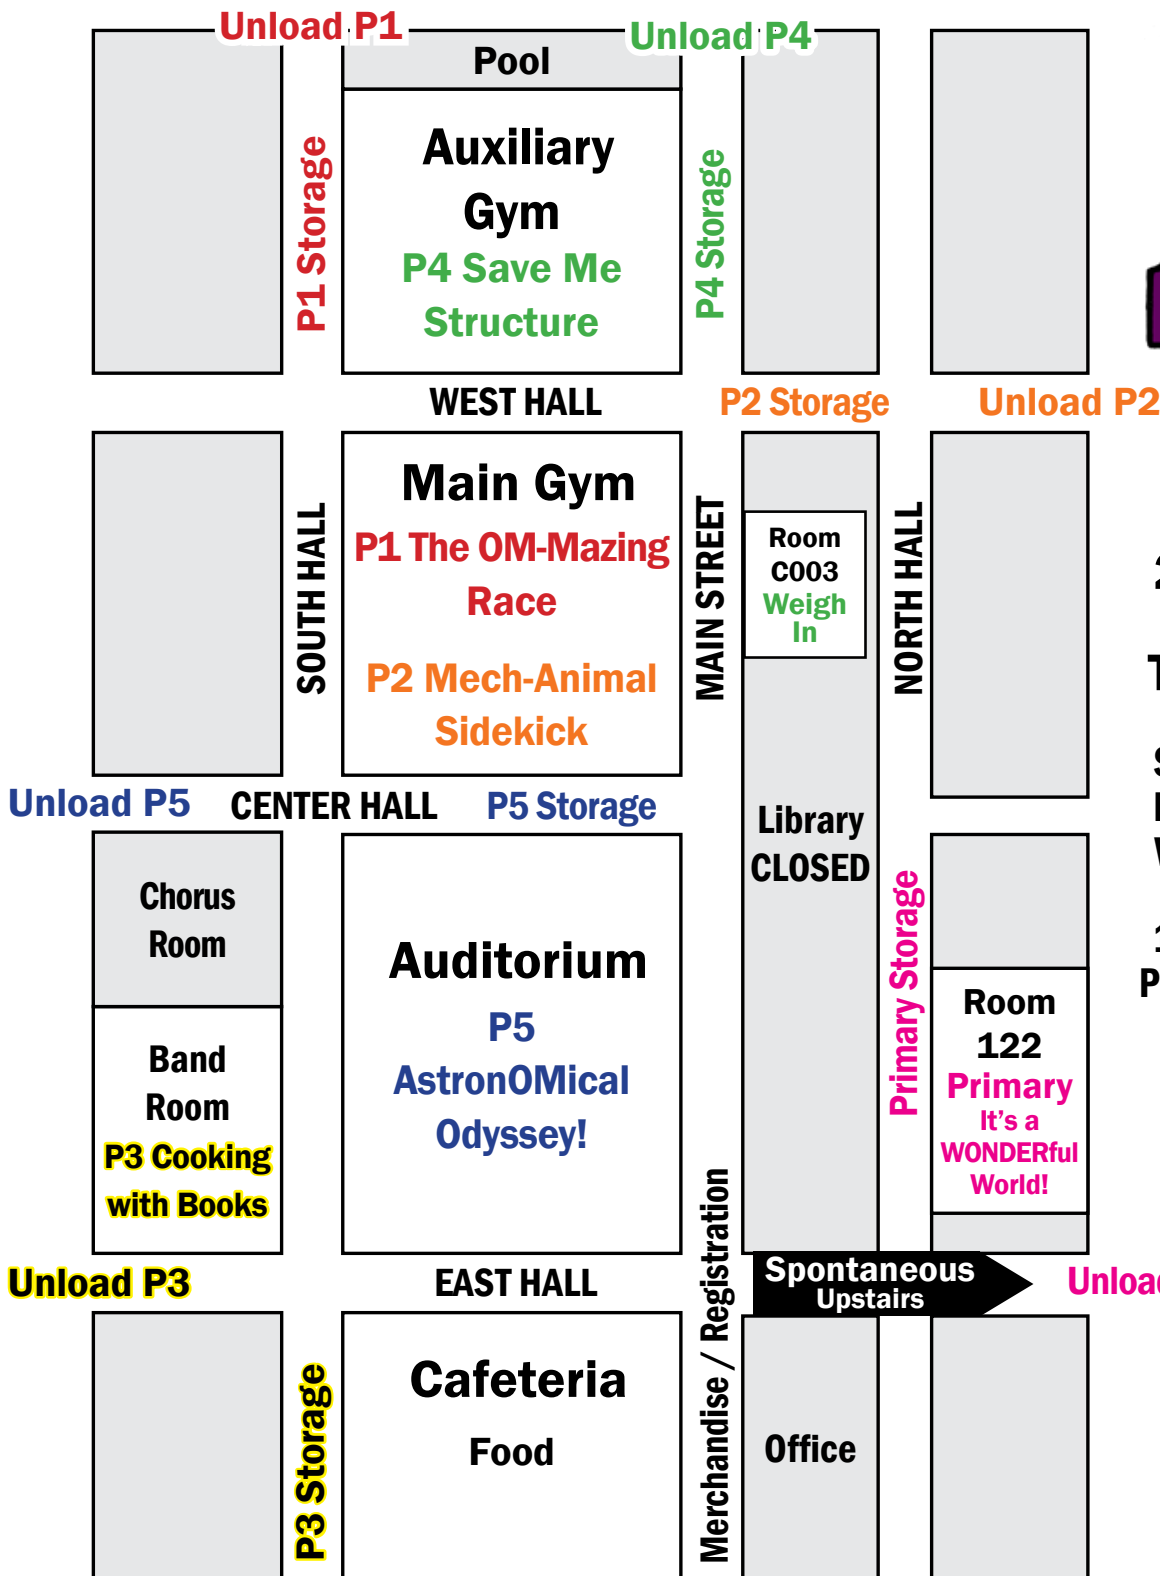 Unload P1
Unload P4
Pool
Auxiliary
Gym
P4 Save Me
Structure
P1 Storage
P4 Storage
WEST HALL
P2 Storage
Unload P2
Main Gym
P1 The OM-Mazing
Race
P2 Mech-Animal
Sidekick
SOUTH HALL
MAIN STREET
Room
C003
Weigh
In
NORTH HALL
Unload P5
CENTER HALL
P5 Storage
Library
CLOSED
Chorus
Room
Band
Room
P3 Cooking
with Books
Auditorium
P5
AstronOMical
Odyssey!
Primary Storage
Room
122
Primary
It's a
WONDERful
World!
Unload P3
EAST HALL
Merchandise / Registration
Spontaneous
Upstairs
P3 Storage
Cafeteria
Food
Office